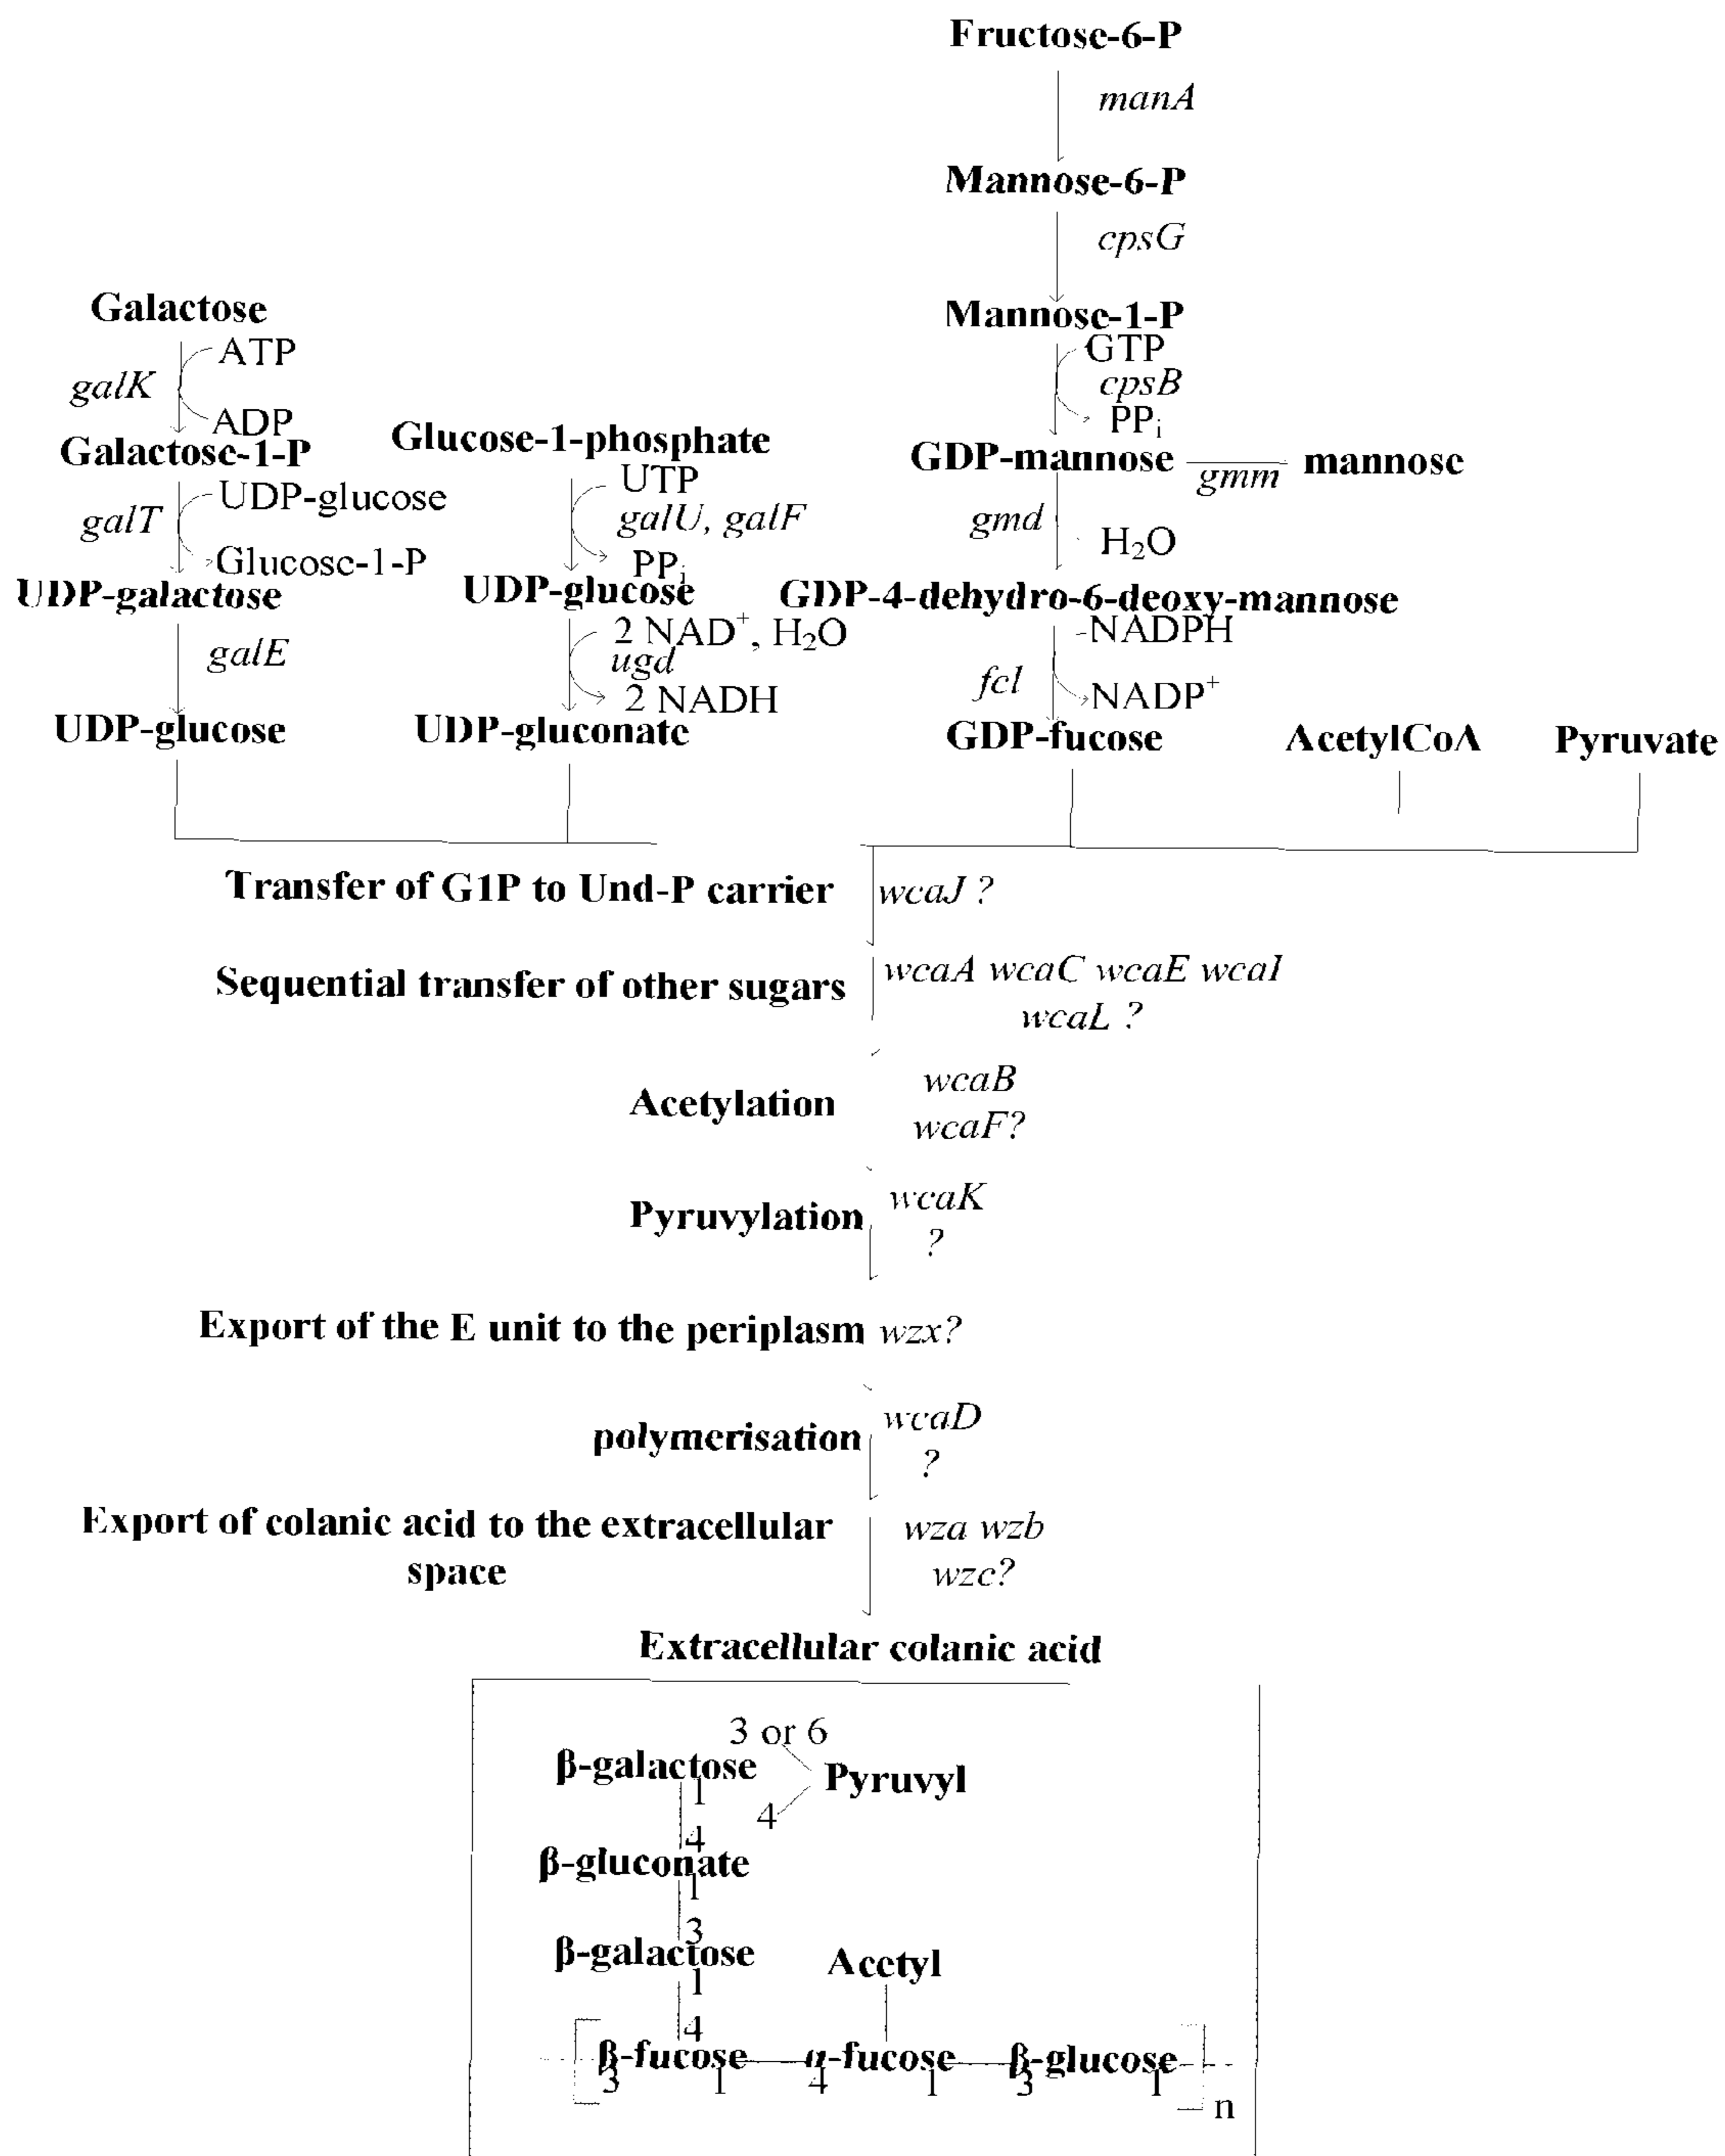 Fructose-6-P
manA
Mannose-6-P
cpsG
Mannose-1-P
GTP
cpsB
PPi
GDP-mannose gmm mannose
gmd
H2O
GDP-4-dehydro-6-deoxy-mannose
NADPH
fcl
NADP+
GDP-fucose
AcetylCoA
Pyruvate
Galactose
ATP
galK
ADP
Galactose-1-P
UDP-glucose
galT
Glucose-1-P
UDP-galactose
galE
UDP-glucose
Glucose-1-phosphate
UTP
galU, galF
PPi
UDP-glucose
2 NAD+, H2O
ugd
2 NADH
UDP-gluconate
Transfer of G1P to Und-P carrier wcaJ ?
Sequential transfer of other sugars wcaA wcaC wcaE wcaI
wcaL ?
Acetylation wcaB
wcaF?
Pyruvylation wcaK
?
Export of the E unit to the periplasm wzx?
polymerisation wcaD
?
Export of colanic acid to the extracellular wza wzb
space wzc?
Extracellular colanic acid
3 or 6
β-galactose Pyruvyl
1
4
4
β-gluconate
1
3
β-galactose Acetyl
1
4
β-fucose α-fucose β-glucose
3 1 4 1 3 1
n